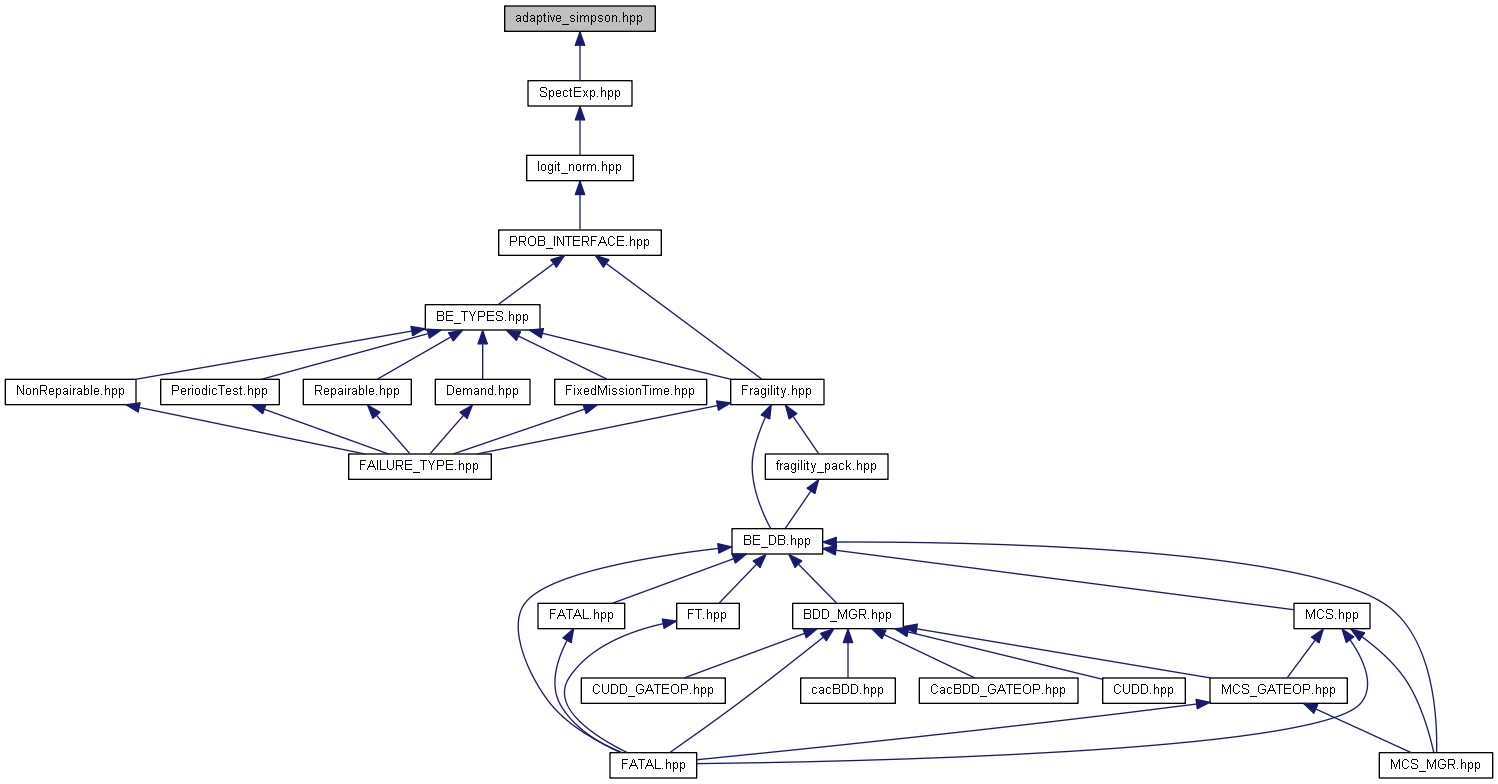 adaptive_simpson.hpp
SpectExp.hpp
logit_norm.hpp
PROB_INTERFACE.hpp
BE_TYPES.hpp
NonRepairable.hpp
PeriodicTest.hpp
Repairable.hpp
Demand.hpp
FixedMissionTime.hpp
Fragility.hpp
FAILURE_TYPE.hpp
fragility_pack.hpp
BE_DB.hpp
FATAL.hpp
FT.hpp
BDD_MGR.hpp
MCS.hpp
CUDD_GATEOP.hpp
cacBDD.hpp
CacBDD_GATEOP.hpp
CUDD.hpp
MCS_GATEOP.hpp
FATAL.hpp
MCS_MGR.hpp